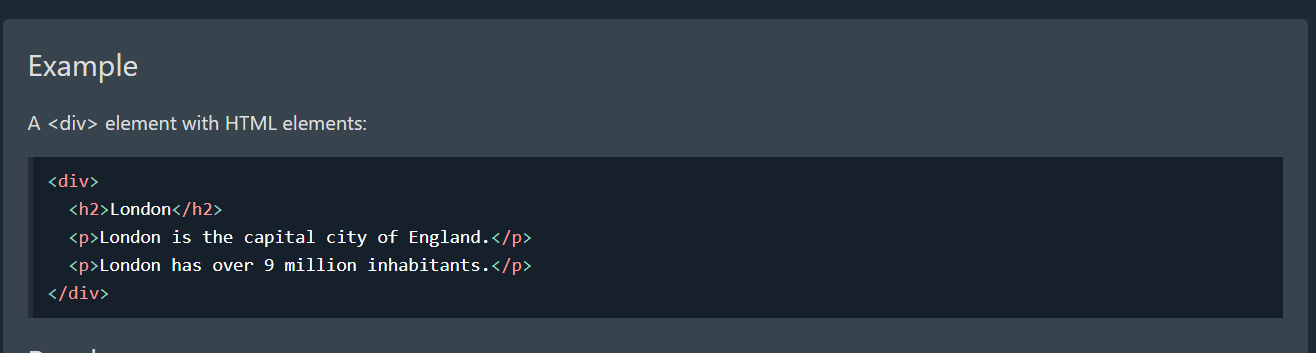 Example
A <div> element with HTML elements:
<div>
  <h2>London</h2>
  <p>London is the capital city of England.</p>
  <p>London has over 9 million inhabitants.</p>
</div>